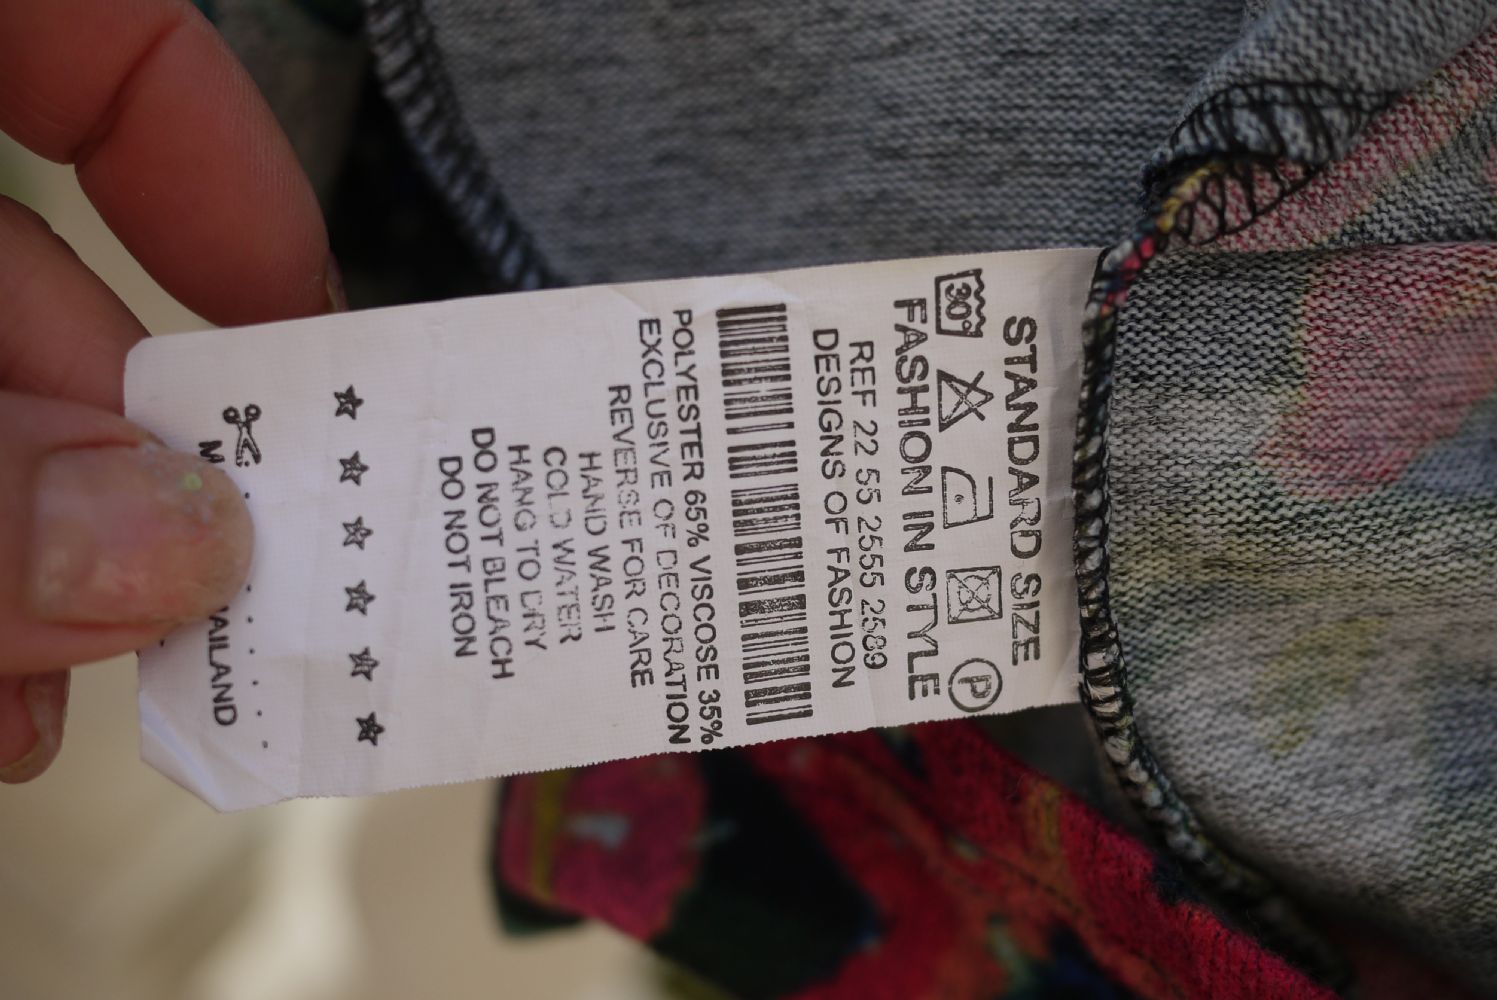 STANDARD SIZE
30°
P
FASHION IN STYLE
REF 22 55 2555 2589
DESIGNS OF FASHION
POLYESTER 65% VISCOSE 35%
EXCLUSIVE OF DECORATION
REVERSE FOR CARE
HAND WASH
COLD WATER
HANG TO DRY
DO NOT BLEACH
DO NOT IRON